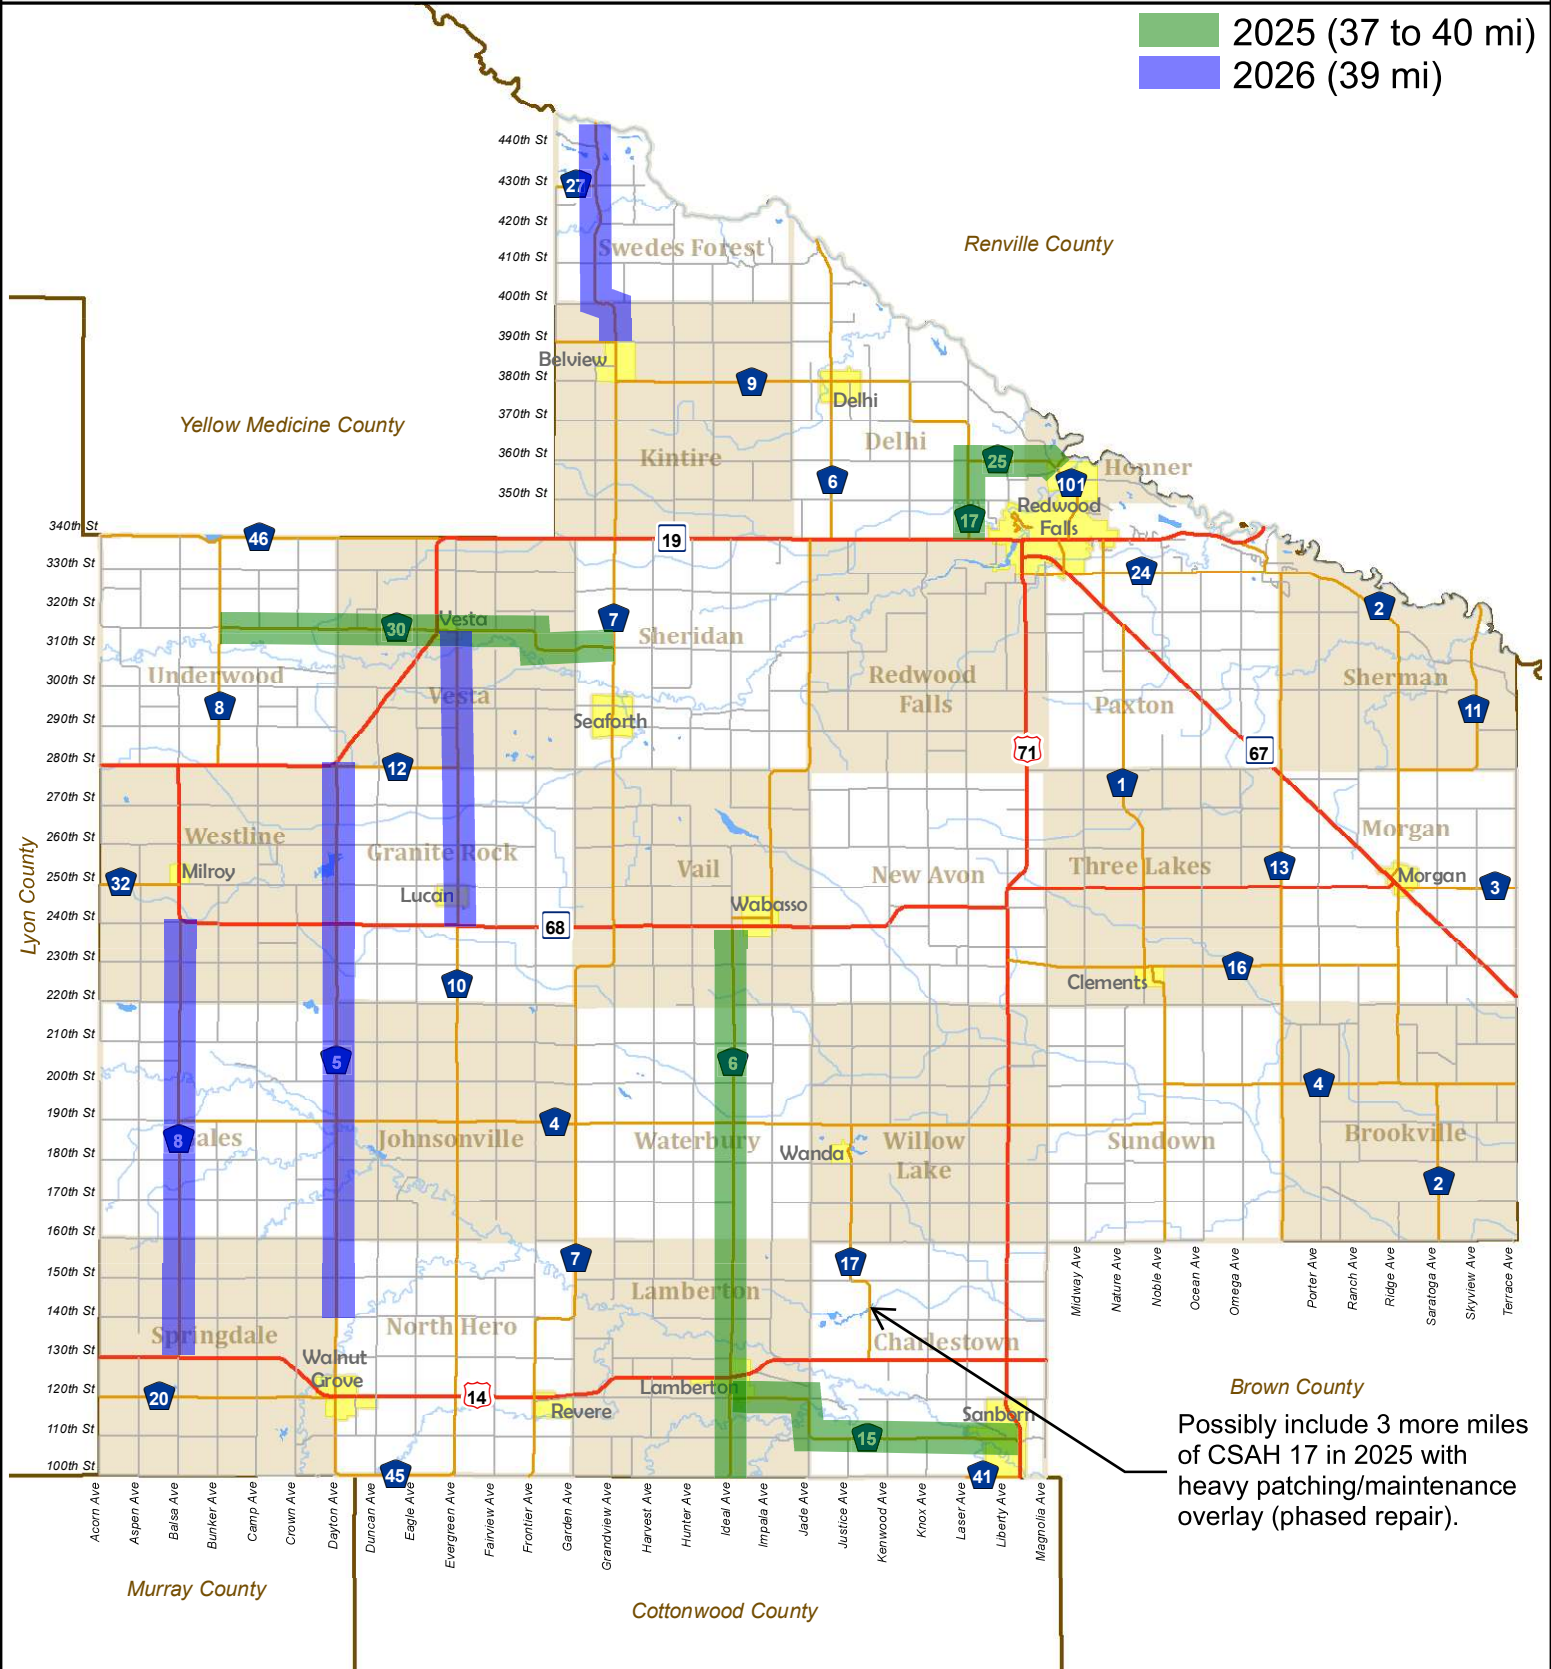 2025 (37 to 40 mi)
2026 (39 mi)
440th St
430th St
27
420th St
410th St
Swedes Forest
Renville County
400th St
390th St
Belview
380th St
9
Delhi
370th St
Yellow Medicine County
Delhi
360th St
Kintire
25
Honner
350th St
6
101
Redwood
Falls
17
340th St
46
19
330th St
24
320th St
30
Vesta
7
2
310th St
Sheridan
300th St
Underwood
Vesta
Redwood
Falls
Paxton
Sherman
8
290th St
Seaforth
11
280th St
12
71
67
270th St
1
260th St
Westline
Granite Rock
Morgan
250th St
32
Milroy
Vail
New Avon
Three Lakes
13
Morgan
3
Lyon County
Lucan
Wabasso
240th St
68
230th St
16
220th St
10
Clements
210th St
5
6
200th St
4
190th St
4
8
ales
Johnsonville
Waterbury
Wanda
Willow
Lake
Sundown
Brookville
180th St
170th St
2
160th St
7
17
150th St
Midway Ave
Nature Ave
Noble Ave
Ocean Ave
Omega Ave
Porter Ave
Ranch Ave
Ridge Ave
Saratoga Ave
Skyview Ave
Terrace Ave
140th St
Lamberton
Springdale
North Hero
Charlestown
130th St
Walnut
Grove
120th St
20
14
Lamberton
Brown County
Revere
Sanborn
110th St
15
100th St
45
41
Possibly include 3 more miles
of CSAH 17 in 2025 with
heavy patching/maintenance
overlay (phased repair).
Acorn Ave
Aspen Ave
Balsa Ave
Bunker Ave
Camp Ave
Crown Ave
Dayton Ave
Duncan Ave
Eagle Ave
Evergreen Ave
Fairview Ave
Frontier Ave
Garden Ave
Grandview Ave
Harvest Ave
Hunter Ave
Ideal Ave
Impala Ave
Jade Ave
Justice Ave
Kenwood Ave
Knox Ave
Laser Ave
Liberty Ave
Magnolia Ave
Murray County
Cottonwood County